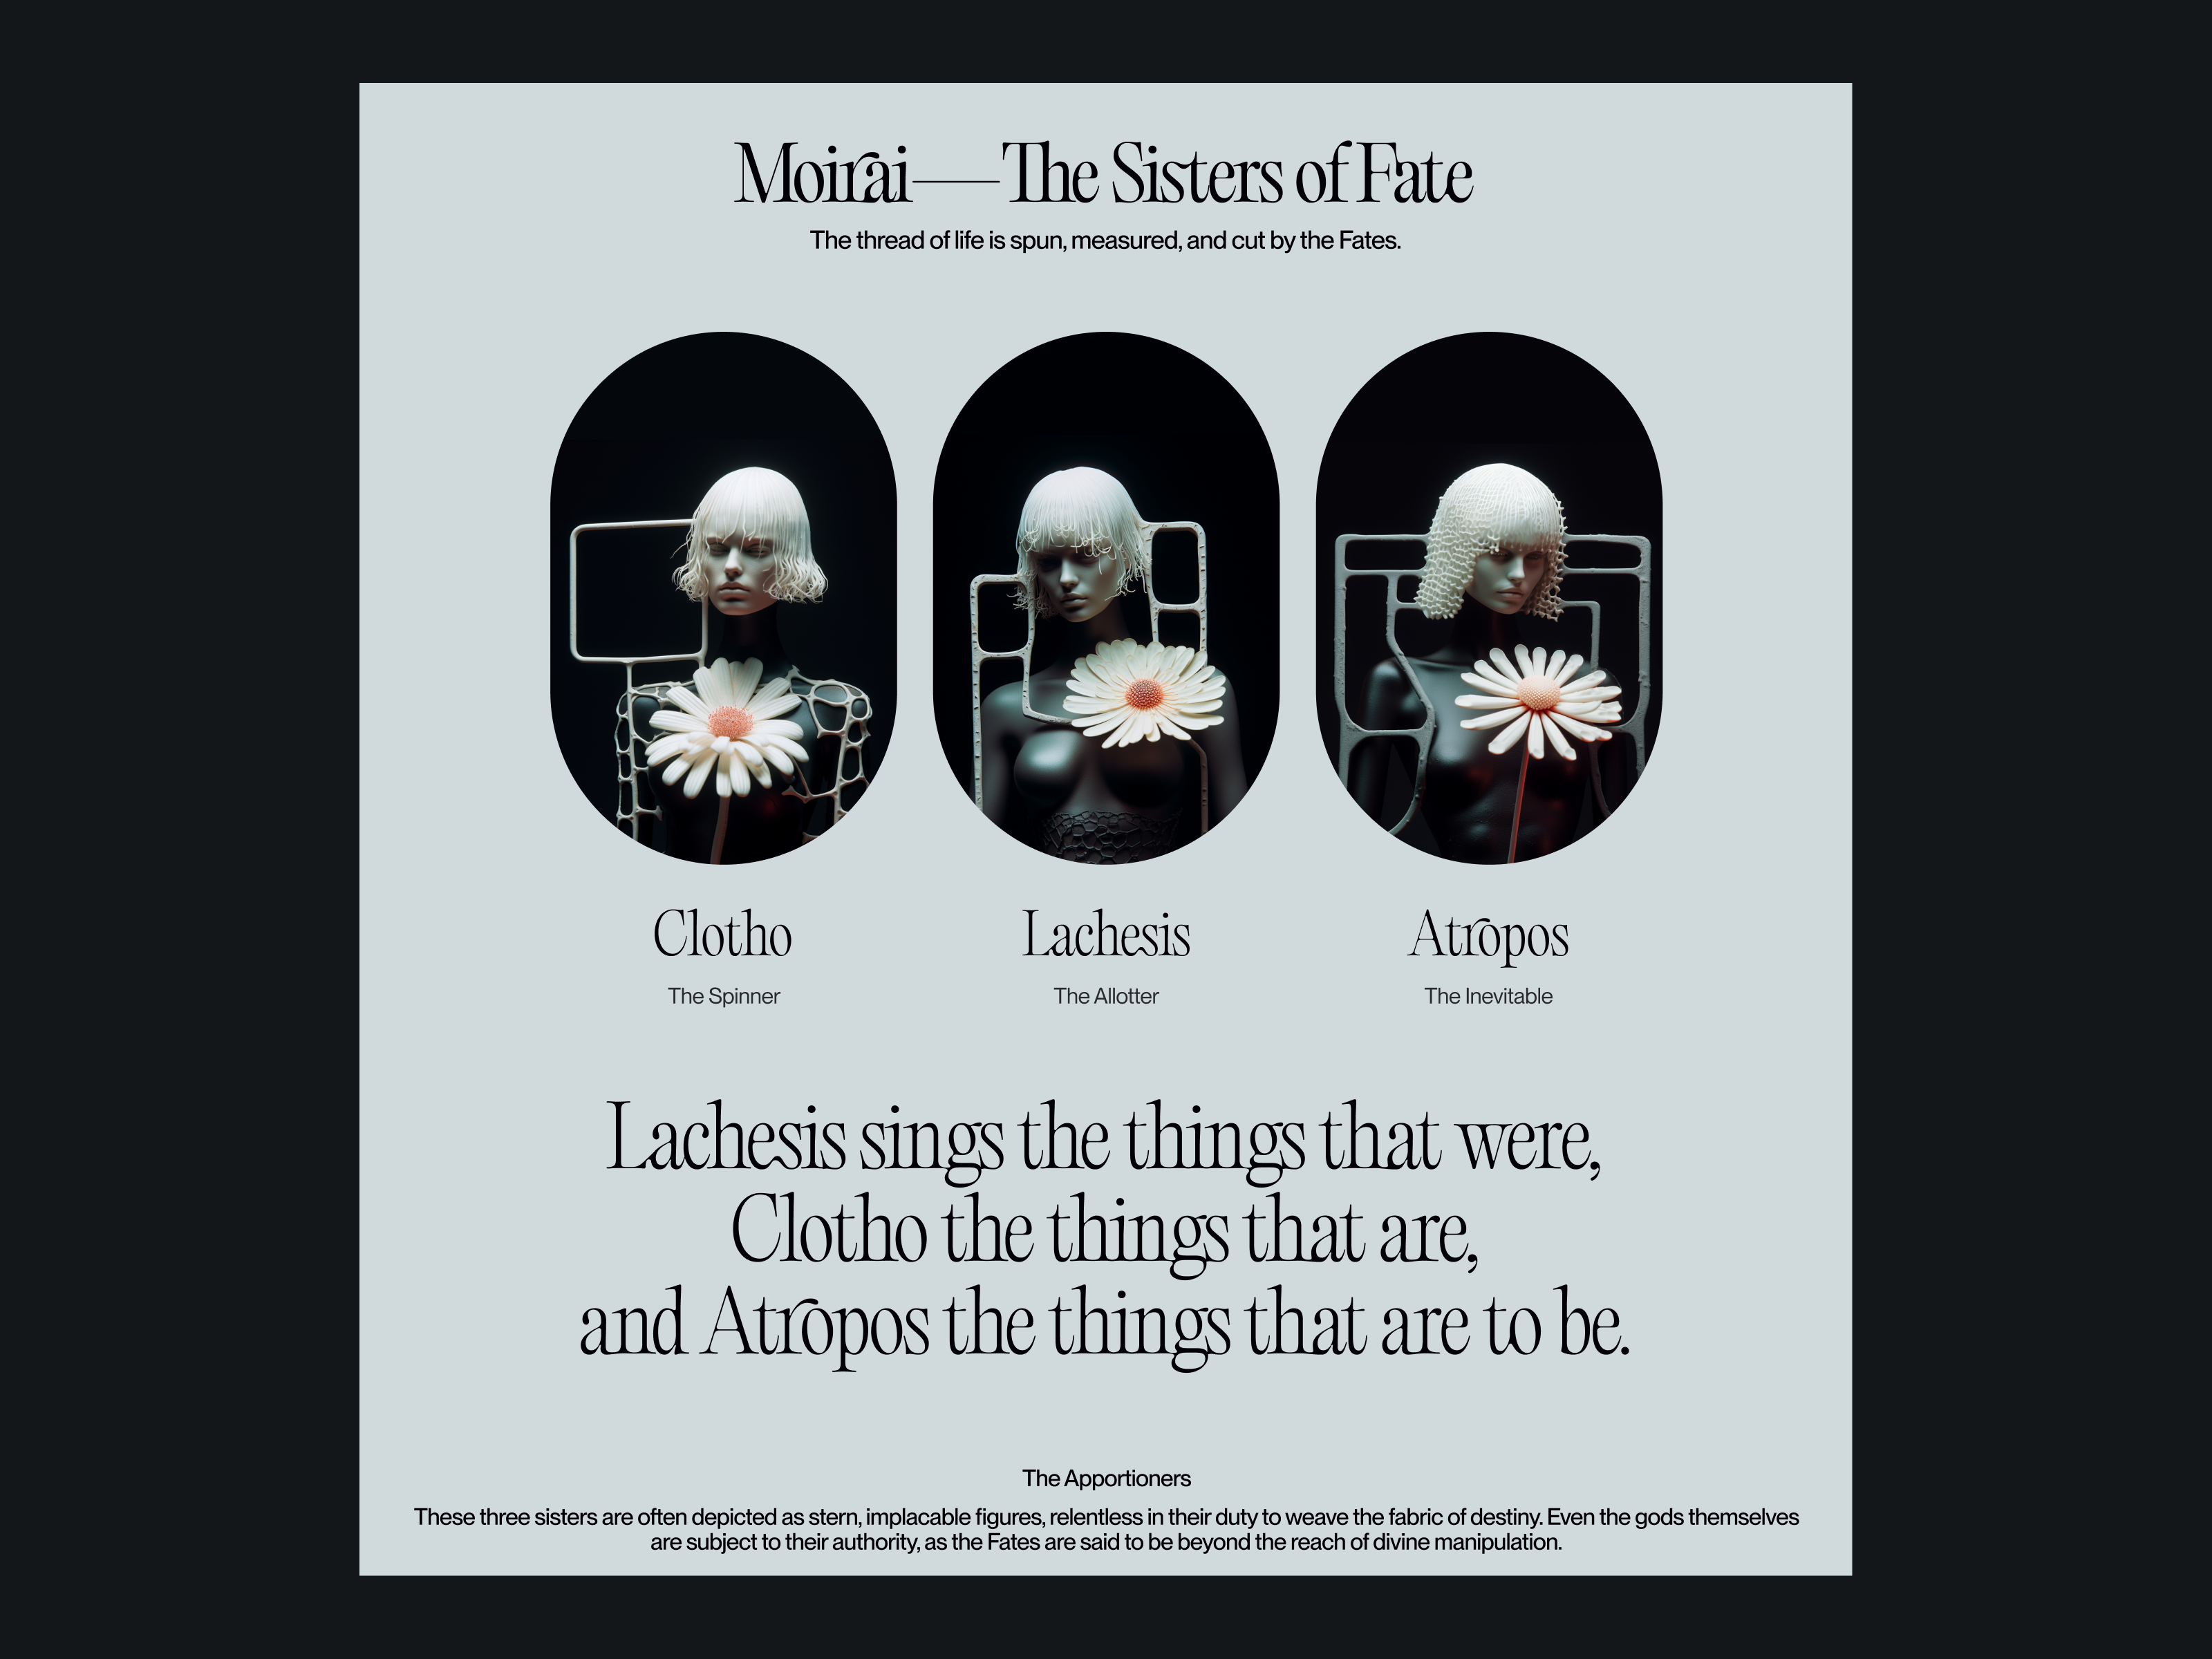 Moirai—The Sisters of Fate
The thread of life is spun, measured, and cut by the Fates.
Clotho
The Spinner
Lachesis
The Allotter
Atropos
The Inevitable
Lachesis sings the things that were,
Clotho the things that are,
and Atropos the things that are to be.
The Apportioners
These three sisters are often depicted as stern, implacable figures, relentless in their duty to weave the fabric of destiny. Even the gods themselves
are subject to their authority, as the Fates are said to be beyond the reach of divine manipulation.